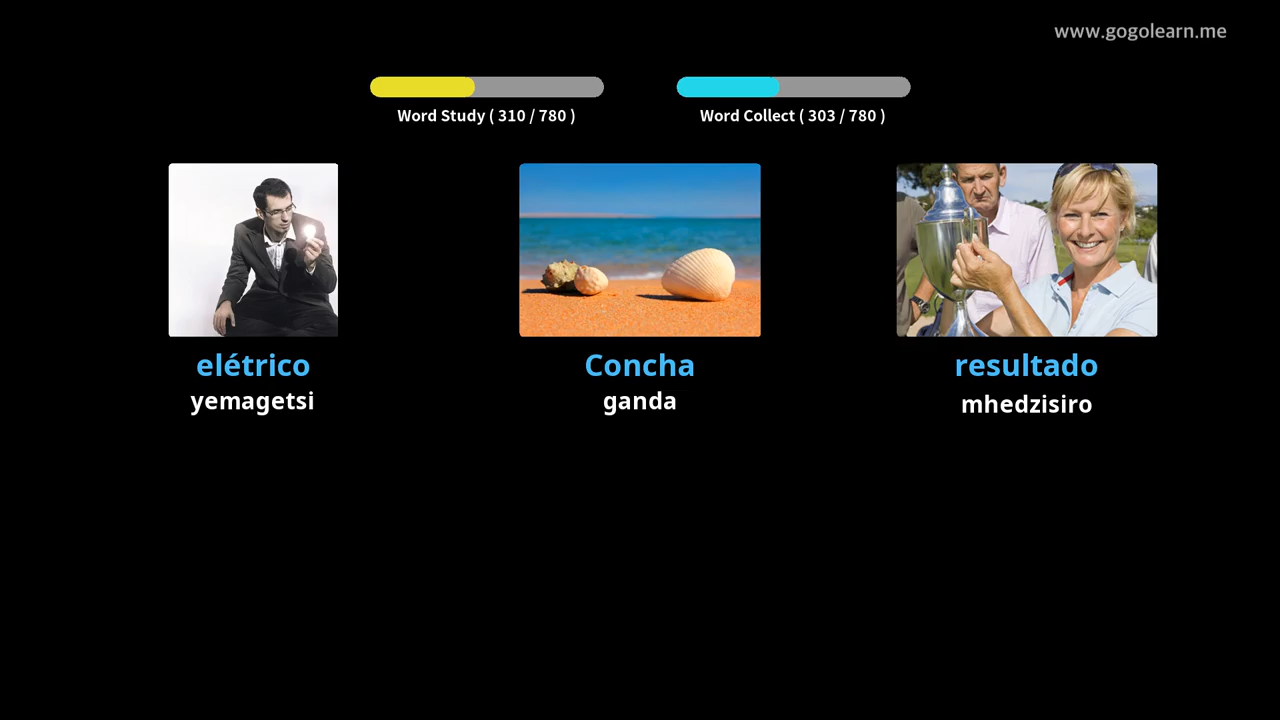 www.gogolearn.me
Word Study ( 310 / 780 )
Word Collect ( 303 / 780 )
elétrico
yemagetsi
Concha
ganda
resultado
mhedzisiro